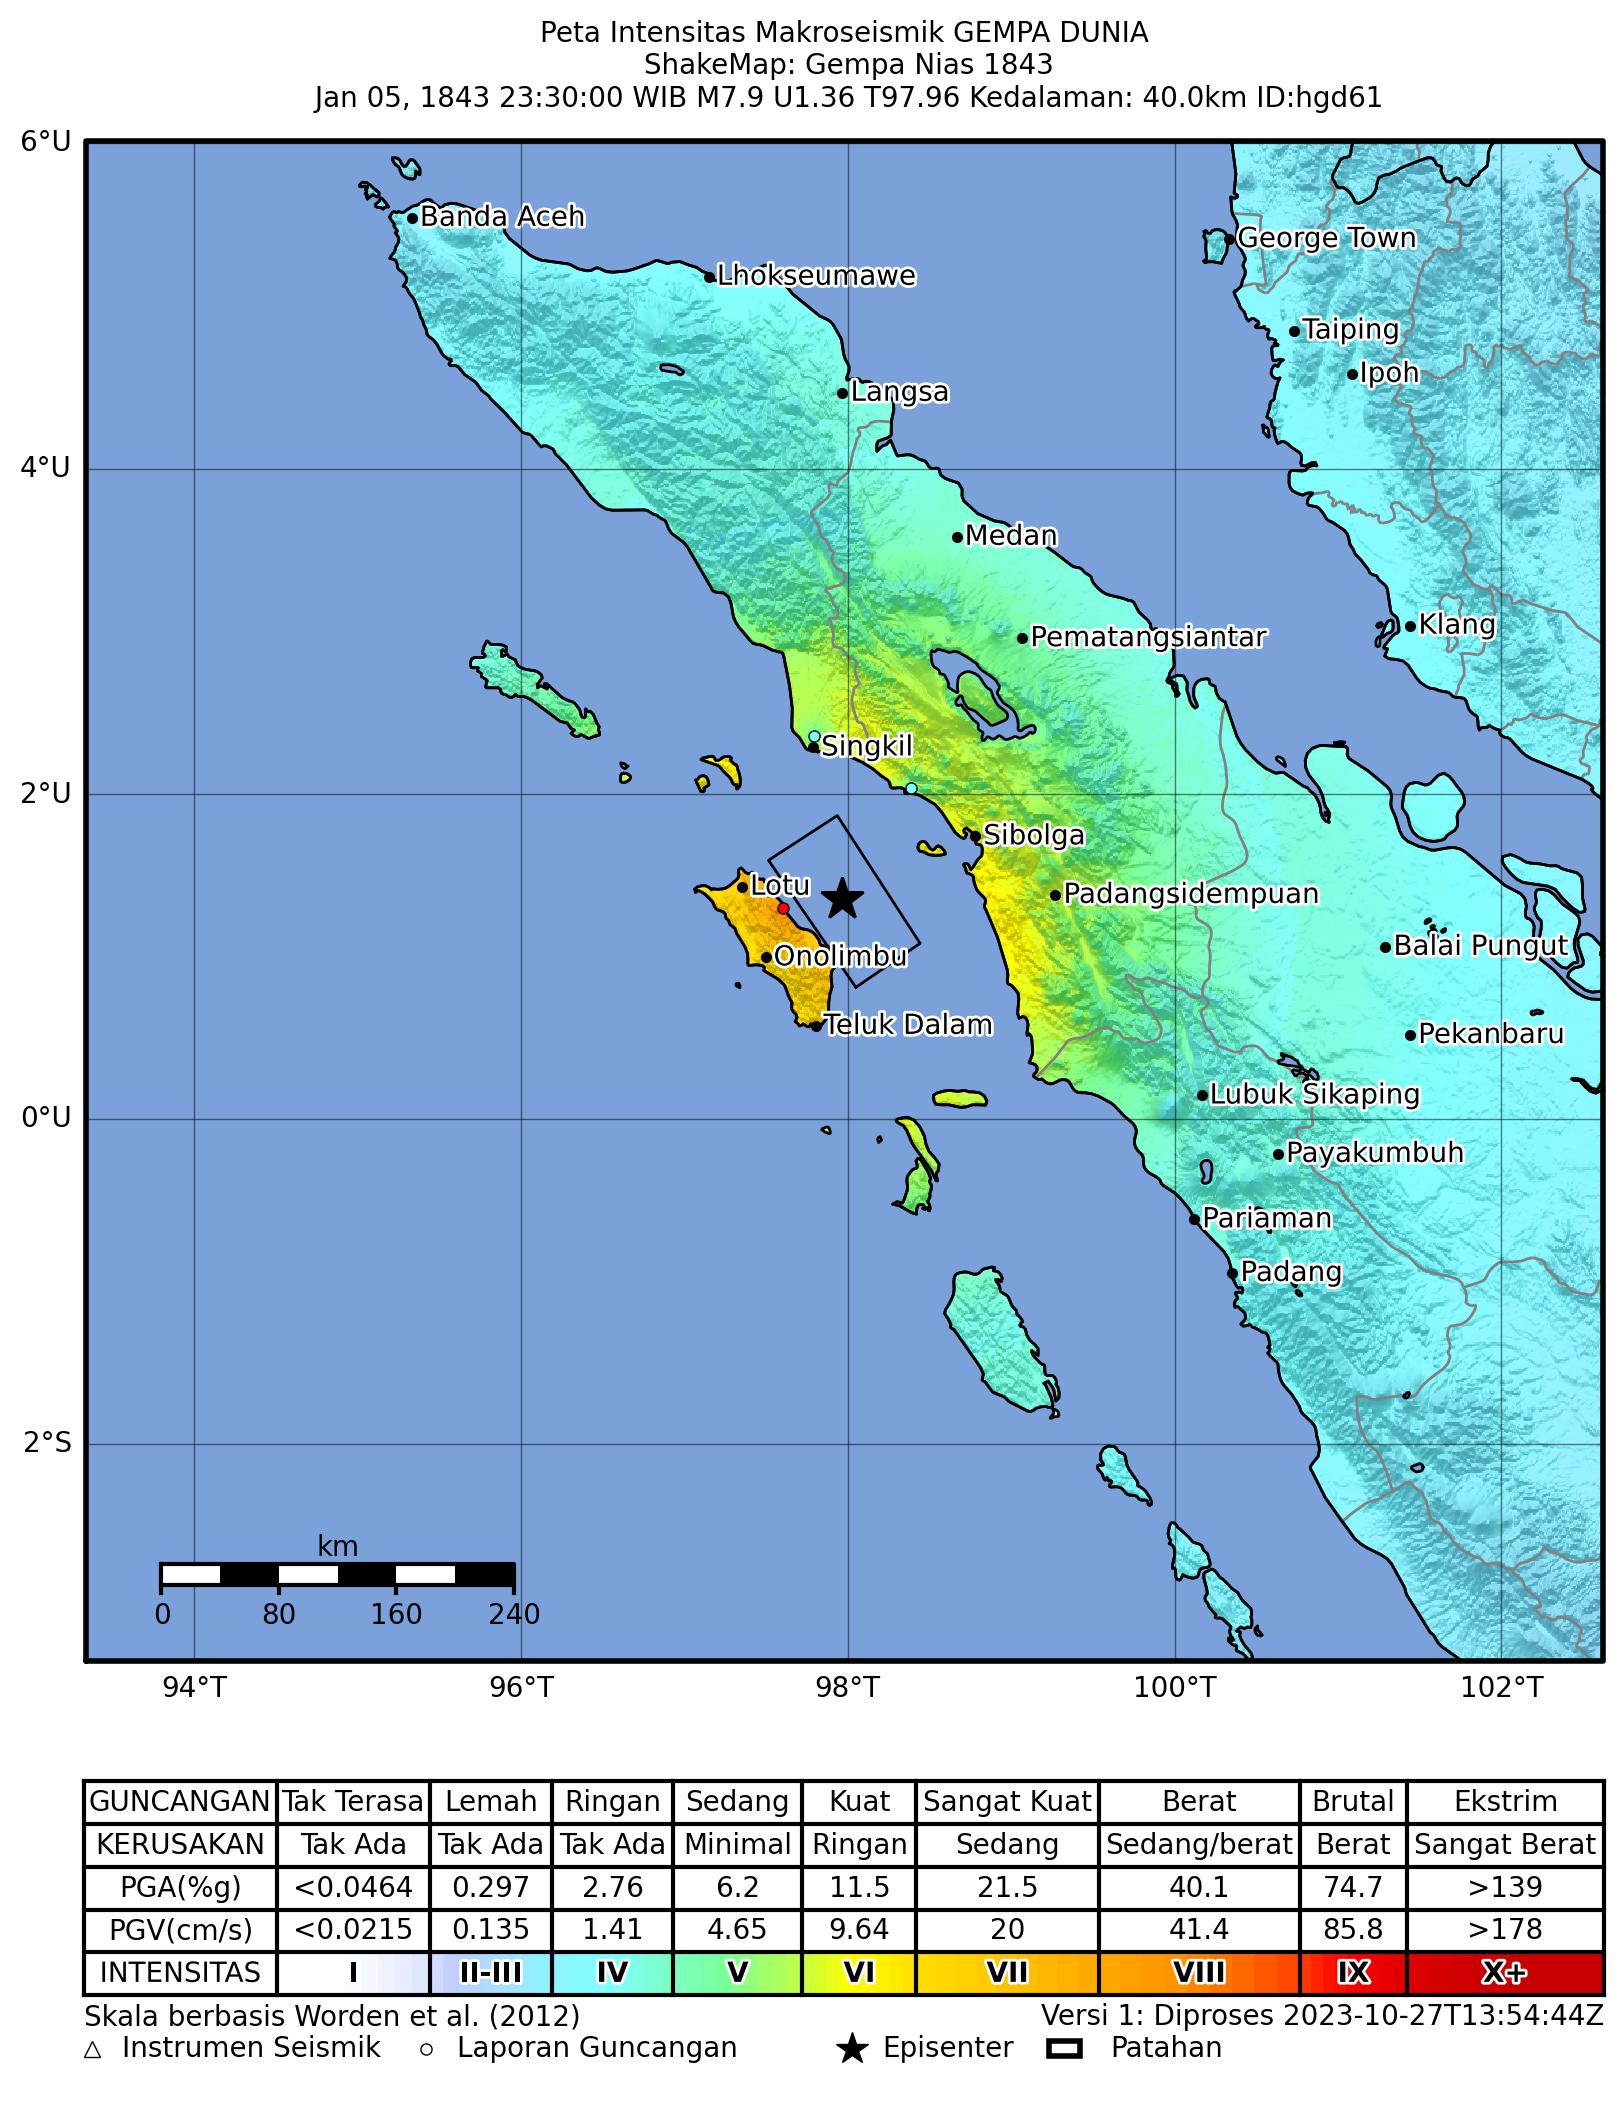 Peta Intensitas Makroseismik GEMPA DUNIA
ShakeMap: Gempa Nias 1843
Jan 05, 1843 23:30:00 WIB M7.9 U1.36 T97.96 Kedalaman: 40.0km ID:hgd61
6°U
Banda Aceh
George Town
Lhokseumawe
Taiping
Ipoh
Langsa
4°U
Medan
Klang
Pematangsiantar
Singkil
2°U
Sibolga
Lotu
Padangsidempuan
Balai Pungut
Onolimbu
Teluk Dalam
Pekanbaru
Lubuk Sikaping
0°U
Payakumbuh
Pariaman
Padang
2°S
km
0 80 160 240
94°T 96°T 98°T 100°T 102°T
GUNCANGAN Tak Terasa Lemah Ringan Sedang Kuat Sangat Kuat Berat Brutal Ekstrim
KERUSAKAN Tak Ada Tak Ada Tak Ada Minimal Ringan Sedang Sedang/berat Berat Sangat Berat
PGA(%g) <0.0464 0.297 2.76 6.2 11.5 21.5 40.1 74.7 >139
PGV(cm/s) <0.0215 0.135 1.41 4.65 9.64 20 41.4 85.8 >178
INTENSITAS I II-III IV V VI VII VIII IX X+
Skala berbasis Worden et al. (2012) Versi 1: Diproses 2023-10-27T13:54:44Z
Instrumen Seismik Laporan Guncangan Episenter Patahan